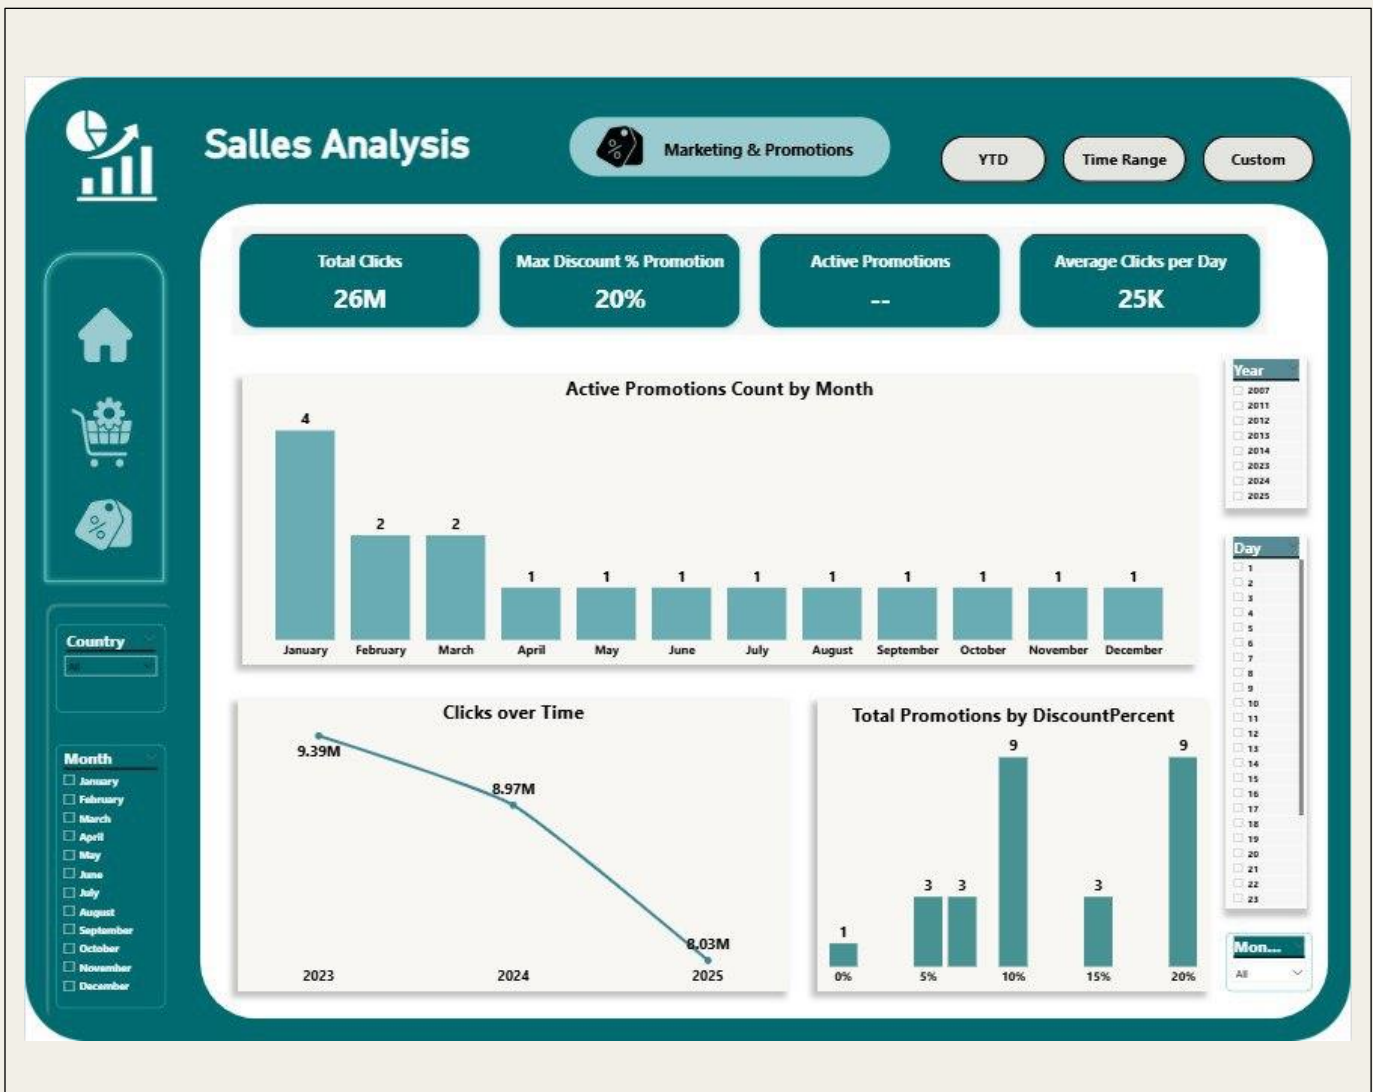 Salles Analysis
Marketing & Promotions
YTD
Time Range
Custom
Total Clicks
26M
Max Discount % Promotion
20%
Active Promotions
--
Average Clicks per Day
25K
Active Promotions Count by Month
4
2
2
1
1
1
1
1
1
1
1
1
January
February
March
April
May
June
July
August
September
October
November
December
Year
2007
2011
2012
2013
2014
2023
2024
2025
Day
1
2
3
4
5
6
7
8
9
10
11
12
13
14
15
16
17
18
19
20
21
22
23
Mon...
All
Country
All
Month
January
February
March
April
May
June
July
August
September
October
November
December
Clicks over Time
9.39M
8.97M
8.03M
2023
2024
2025
Total Promotions by DiscountPercent
1
3
3
9
3
9
0%
5%
10%
15%
20%